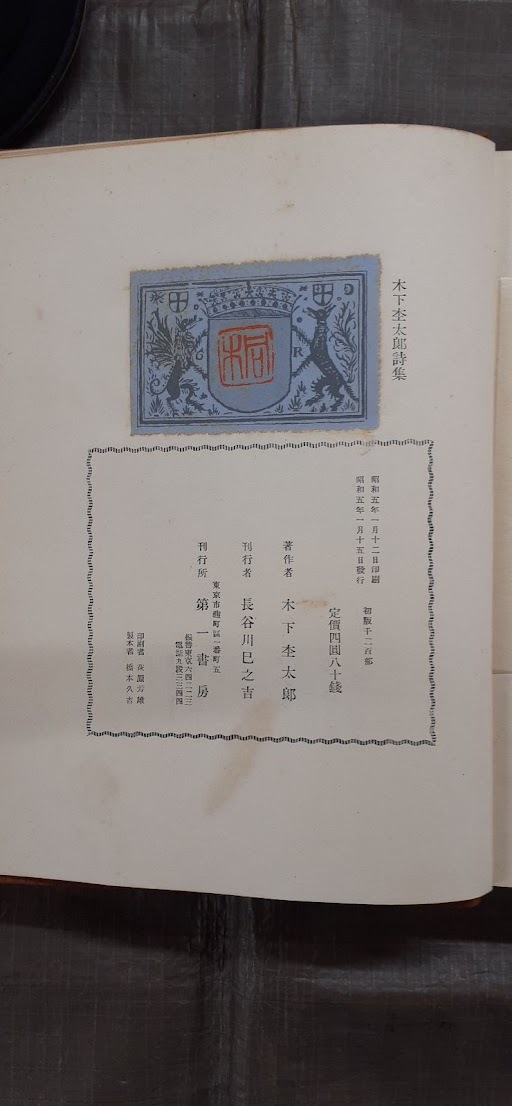 木下杢太郎詩集
桐
R
昭和五年一月十二日印刷
昭和五年一月十五日發行
初版千二百部
定價四圓八十錢
著作者 木下杢太郎
刊行者 長谷川巳之吉
東京市麹町區一番町五
刊行所 第一書房
振替東京六四二二三
電話九段三三四四
印刷者 萩原芳雄
製本者 橋本久吉